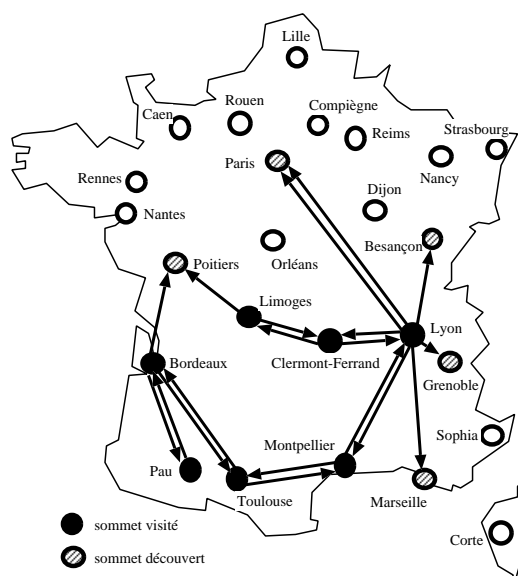 Lille
Rouen
Compiègne
Caen
Reims
Strasbourg
Paris
Nancy
Rennes
Dijon
Nantes
Besançon
Poitiers
Orléans
Limoges
Lyon
Bordeaux
Clermont-Ferrand
Grenoble
Sophia
Montpellier
Pau
Toulouse
Marseille
sommet visité
Corte
sommet découvert